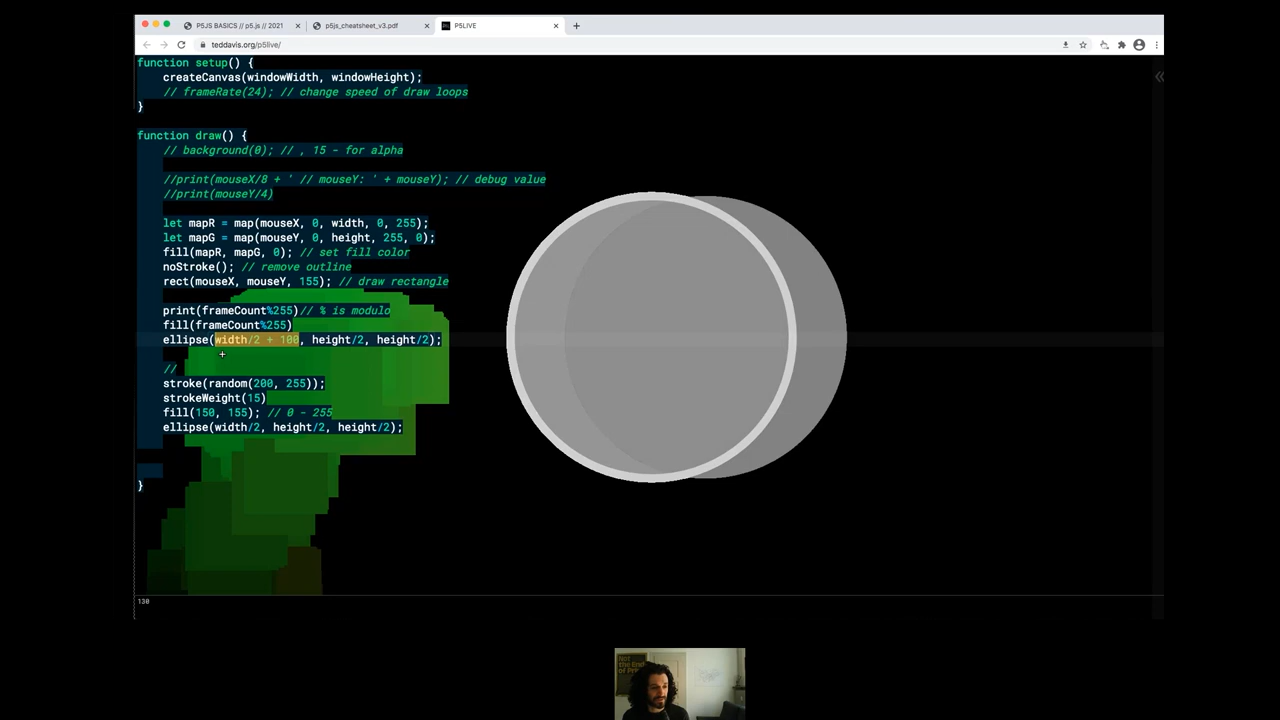 P5JS BASICS // p5.js // 2021
p5js_cheatsheet_v3.pdf
P5LIVE
teddavis.org/p5live/
function setup() {
createCanvas(windowWidth, windowHeight);
// frameRate(24); // change speed of draw loops
}
function draw() {
// background(0); // , 15 - for alpha
//print(mouseX/8 + ' // mouseY: ' + mouseY); // debug value
//print(mouseY/4)
let mapR = map(mouseX, 0, width, 0, 255);
let mapG = map(mouseY, 0, height, 255, 0);
fill(mapR, mapG, 0); // set fill color
noStroke(); // remove outline
rect(mouseX, mouseY, 155); // draw rectangle
print(frameCount%255)// % is modulo
fill(frameCount%255)
ellipse(width/2 + 100, height/2, height/2);
//
stroke(random(200, 255));
strokeWeight(15)
fill(150, 155); // 0 - 255
ellipse(width/2, height/2, height/2);
}
130
Not
the End
of Pr